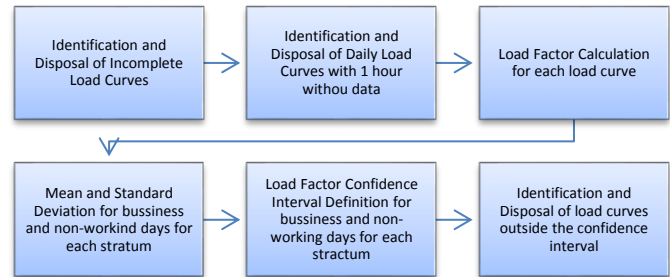 Identification and
Disposal of Incomplete
Load Curves
Identification and
Disposal of Daily Load
Curves with 1 hour
withou data
Load Factor Calculation
for each load curve
Mean and Standard
Deviation for bussiness
and non-workind days for
each stratum
Load Factor Confidence
Interval Definition for
bussiness and non-
working days for each
stractum
Identification and
Disposal of load curves
outside the confidence
interval